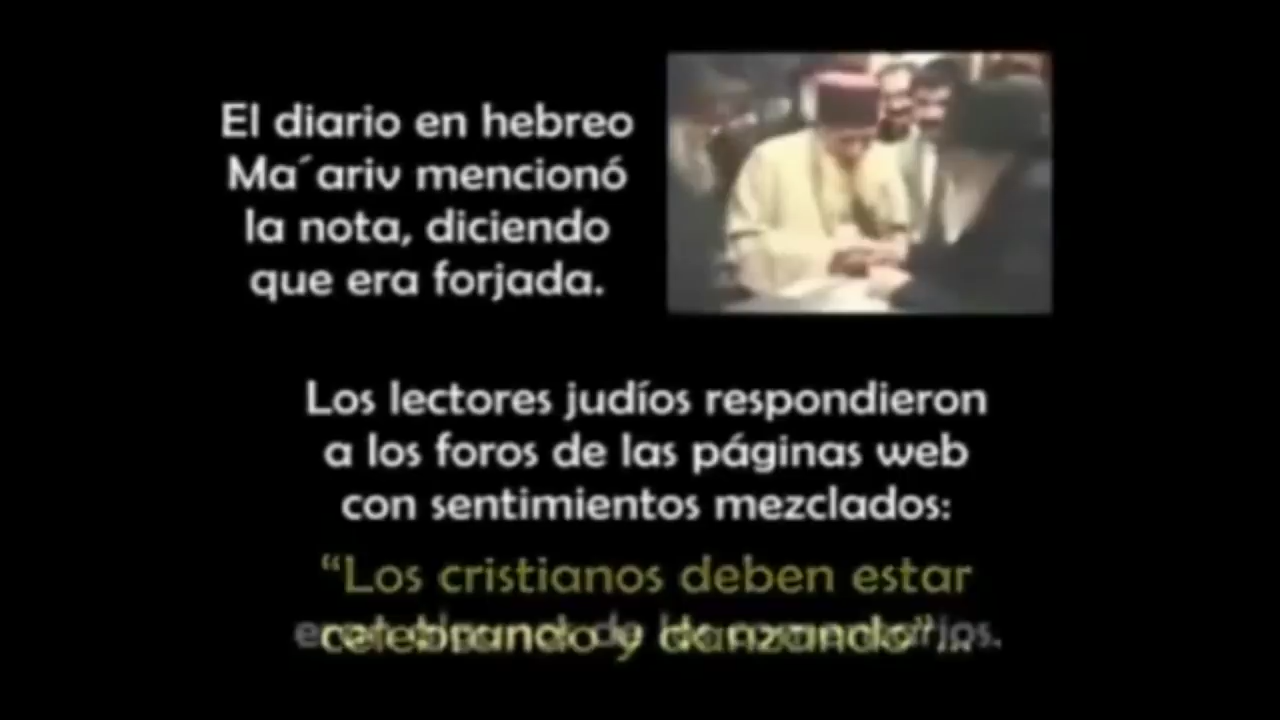 El diario en hebreo
Ma´ariv mencionó
la nota, diciendo
que era forjada.
Los lectores judíos respondieron
a los foros de las páginas web
con sentimientos mezclados:
“Los cristianos deben estar
celebrando y danzando”...